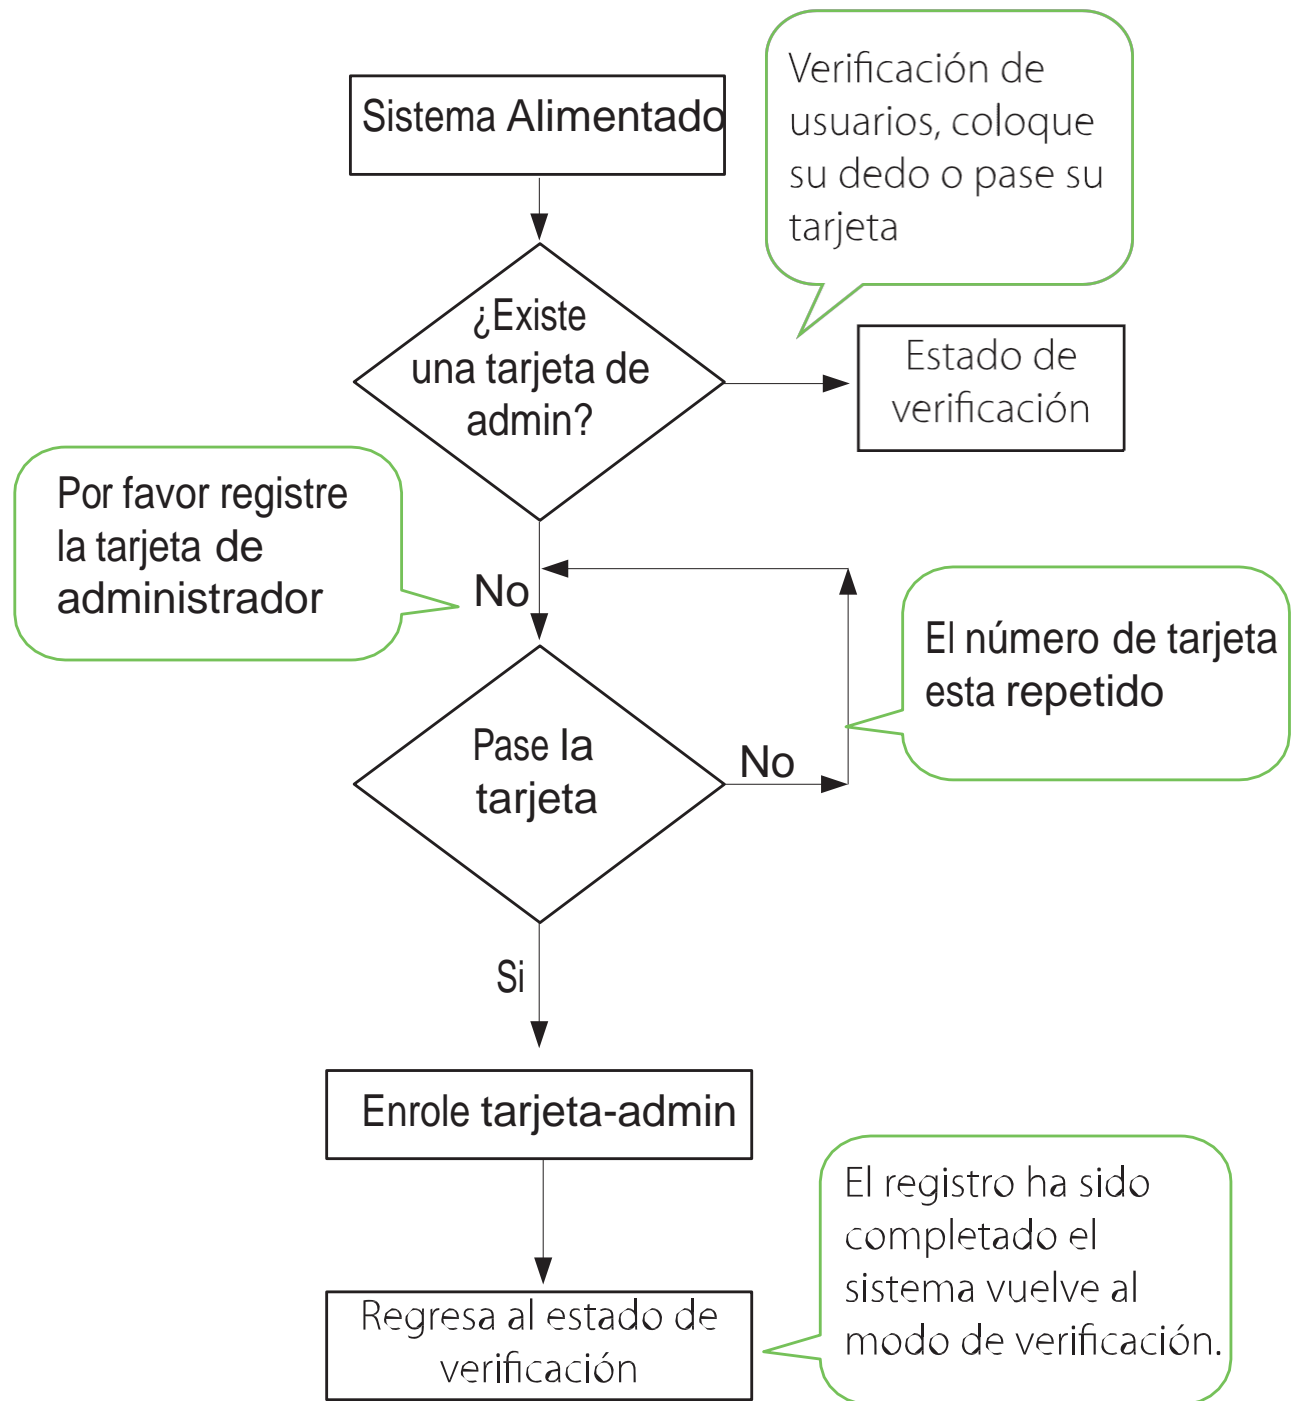 Sistema Alimentado
Verificación de
usuarios, coloque
su dedo o pase su
tarjeta
¿Existe
una tarjeta de
admin?
Estado de
verificación
Por favor registre
la tarjeta de
administrador
No
El número de tarjeta
esta repetido
Pase la
tarjeta
No
Si
Enrole tarjeta-admin
El registro ha sido
completado el
sistema vuelve al
modo de verificación.
Regresa al estado de
verificación